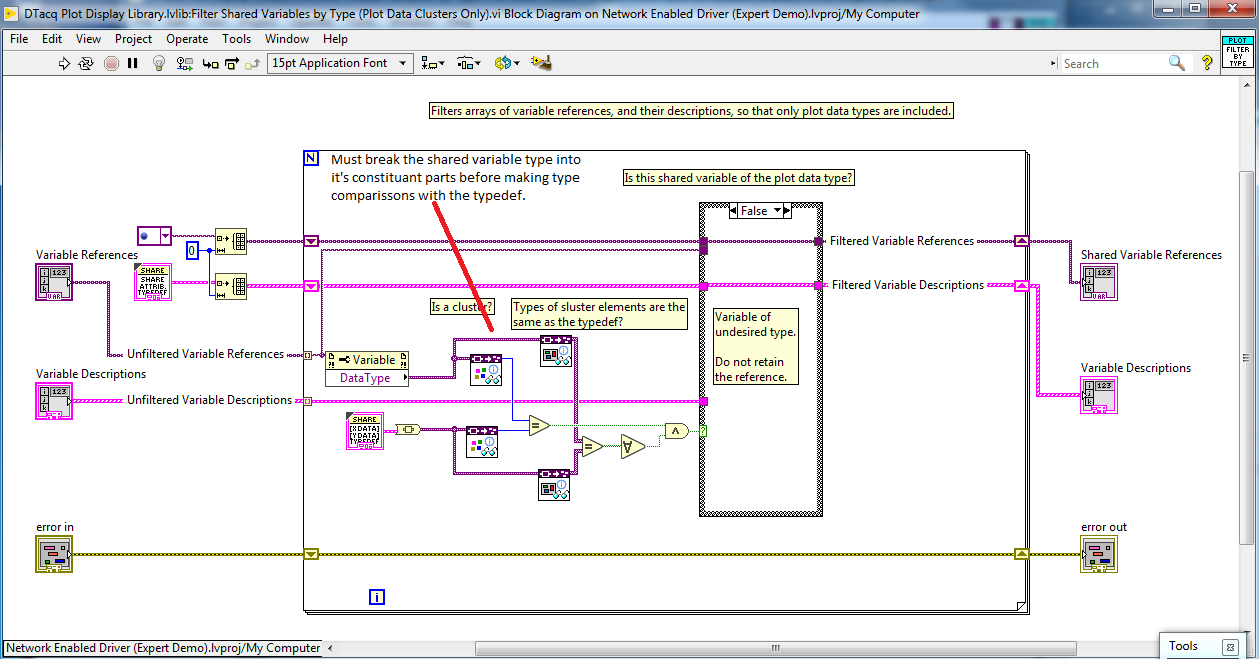 DTacq Plot Display Library.lvlib:Filter Shared Variables by Type (Plot Data Clusters Only).vi Block Diagram on Network Enabled Driver (Expert Demo).lvproj/My Computer
File Edit View Project Operate Tools Window Help
15pt Application Font
Search
PLOT
FILTER
BY
TYPE
Filters arrays of variable references, and their descriptions, so that only plot data types are included.
N
Must break the shared variable type into
it's constituant parts before making type
comparissons with the typedef.
Is this shared variable of the plot data type?
False
0
Variable References
SHARE
SHARE
ATTRIB.
TYPEDEF
Filtered Variable References
Shared Variable References
Filtered Variable Descriptions
Is a cluster?
Types of sluster elements are the
same as the typedef?
Variable of
undesired type.
Do not retain
the reference.
Unfiltered Variable References
Variable
DataType
Variable Descriptions
Variable Descriptions
Unfiltered Variable Descriptions
SHARE
[XDATA]
[YDATA]
TYPEDEF
error in
error out
i
Network Enabled Driver (Expert Demo).lvproj/My Computer
Tools